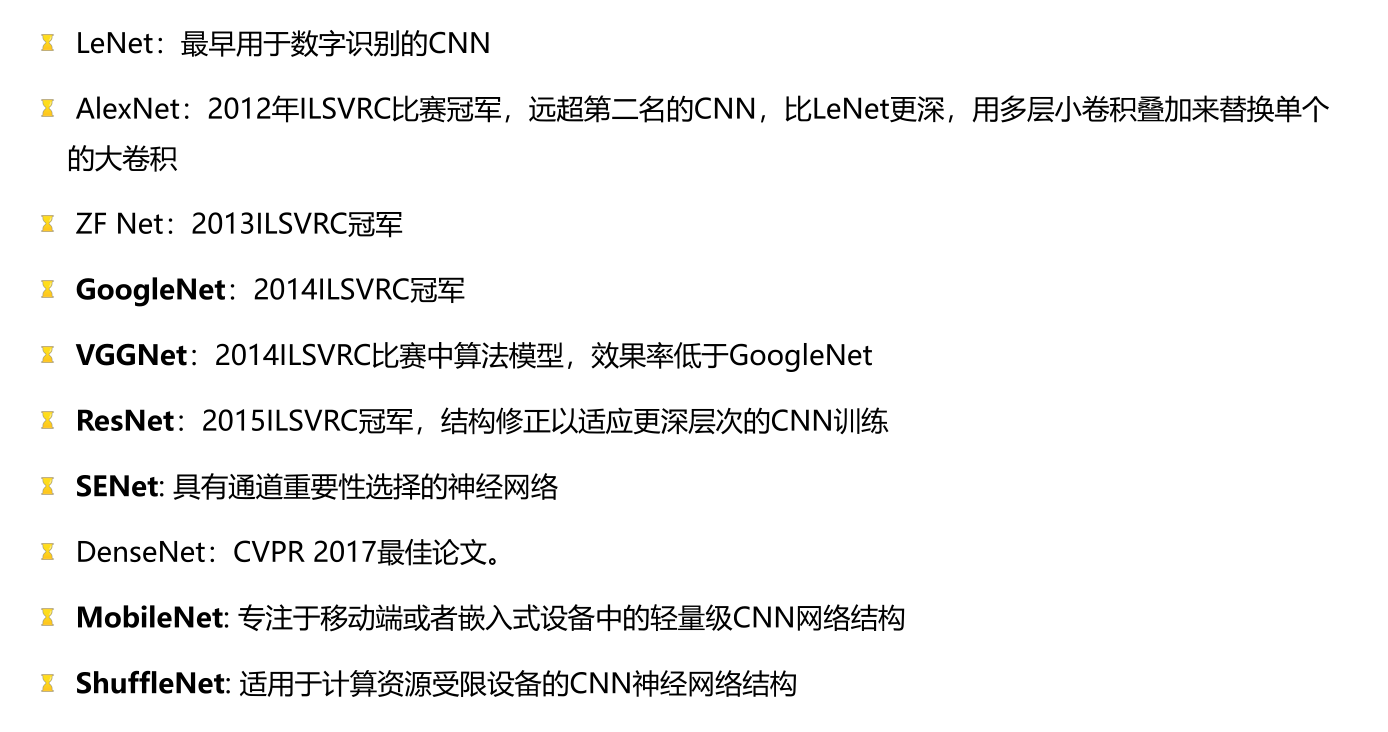 LeNet：最早用于数字识别的CNN
AlexNet：2012年ILSVRC比赛冠军，远超第二名的CNN，比LeNet更深，用多层小卷积叠加来替换单个
的大卷积
ZF Net：2013ILSVRC冠军
GoogleNet：2014ILSVRC冠军
VGGNet：2014ILSVRC比赛中算法模型，效果率低于GoogleNet
ResNet：2015ILSVRC冠军，结构修正以适应更深层次的CNN训练
SENet: 具有通道重要性选择的神经网络
DenseNet：CVPR 2017最佳论文。
MobileNet: 专注于移动端或者嵌入式设备中的轻量级CNN网络结构
ShuffleNet: 适用于计算资源受限设备的CNN神经网络结构